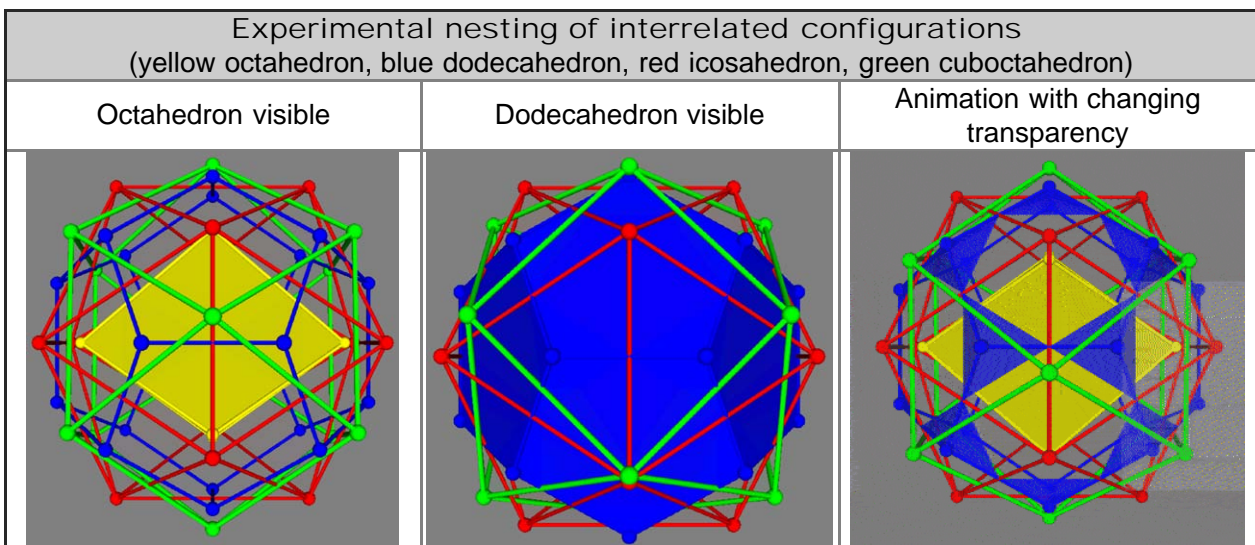 Experimental nesting of interrelated configurations
(yellow octahedron, blue dodecahedron, red icosahedron, green cuboctahedron)
Octahedron visible
Dodecahedron visible
Animation with changing
transparency